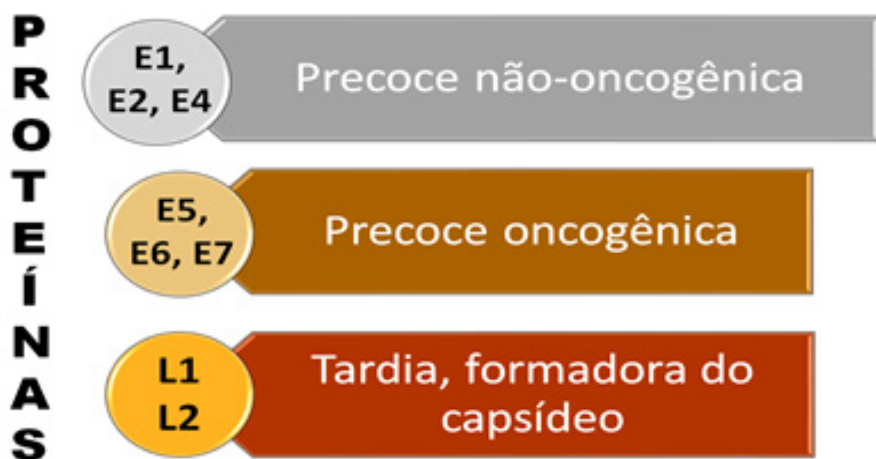 PROTEÍNAS
E1,
E2, E4
Precoce não-oncogênica
E5,
E6, E7
Precoce oncogênica
L1
L2
Tardia, formadora do
capsídeo